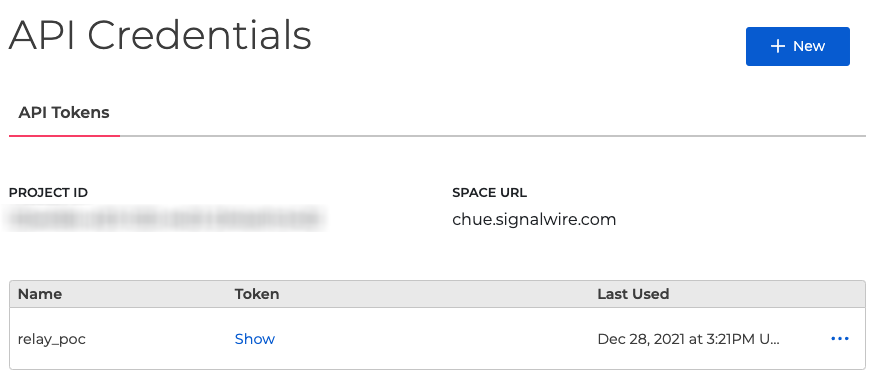 API Credentials
+ New
API Tokens
PROJECT ID
SPACE URL
chue.signalwire.com
Name Token Last Used
relay_poc Show Dec 28, 2021 at 3:21PM U... ...